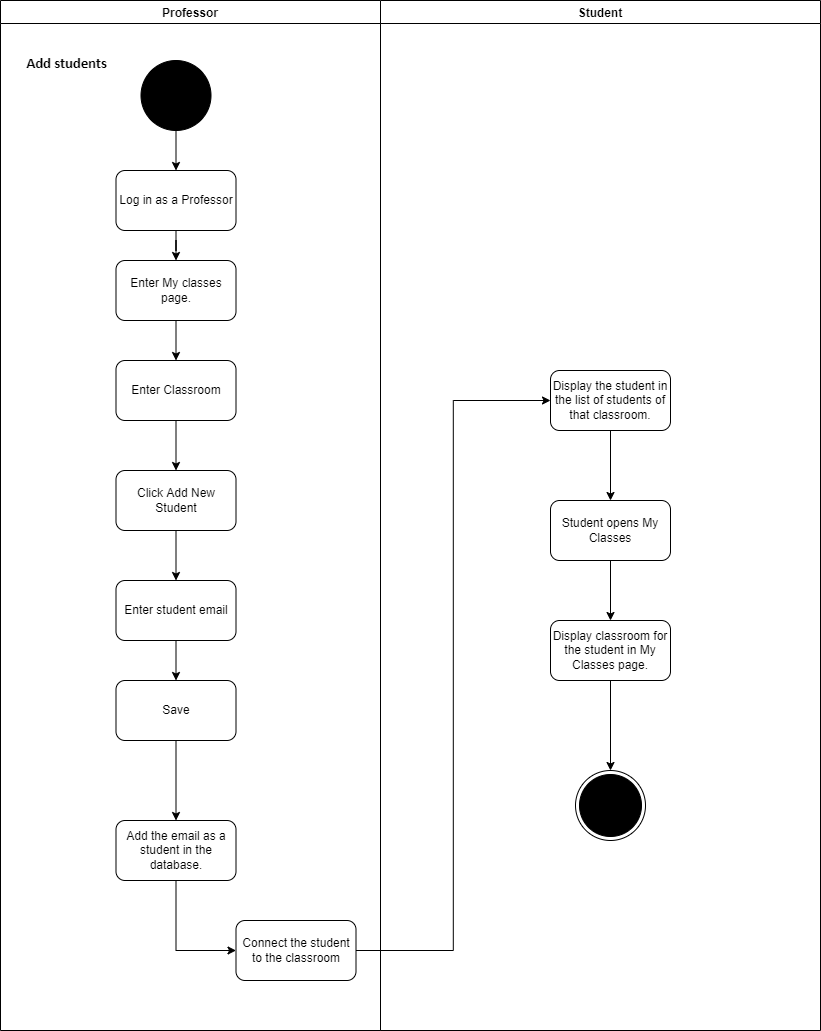 Professor
Student
Add students
Log in as a Professor
Enter My classes
page.
Enter Classroom
Click Add New
Student
Enter student email
Save
Add the email as a
student in the
database.
Connect the student
to the classroom
Display the student in
the list of students of
that classroom.
Student opens My
Classes
Display classroom for
the student in My
Classes page.